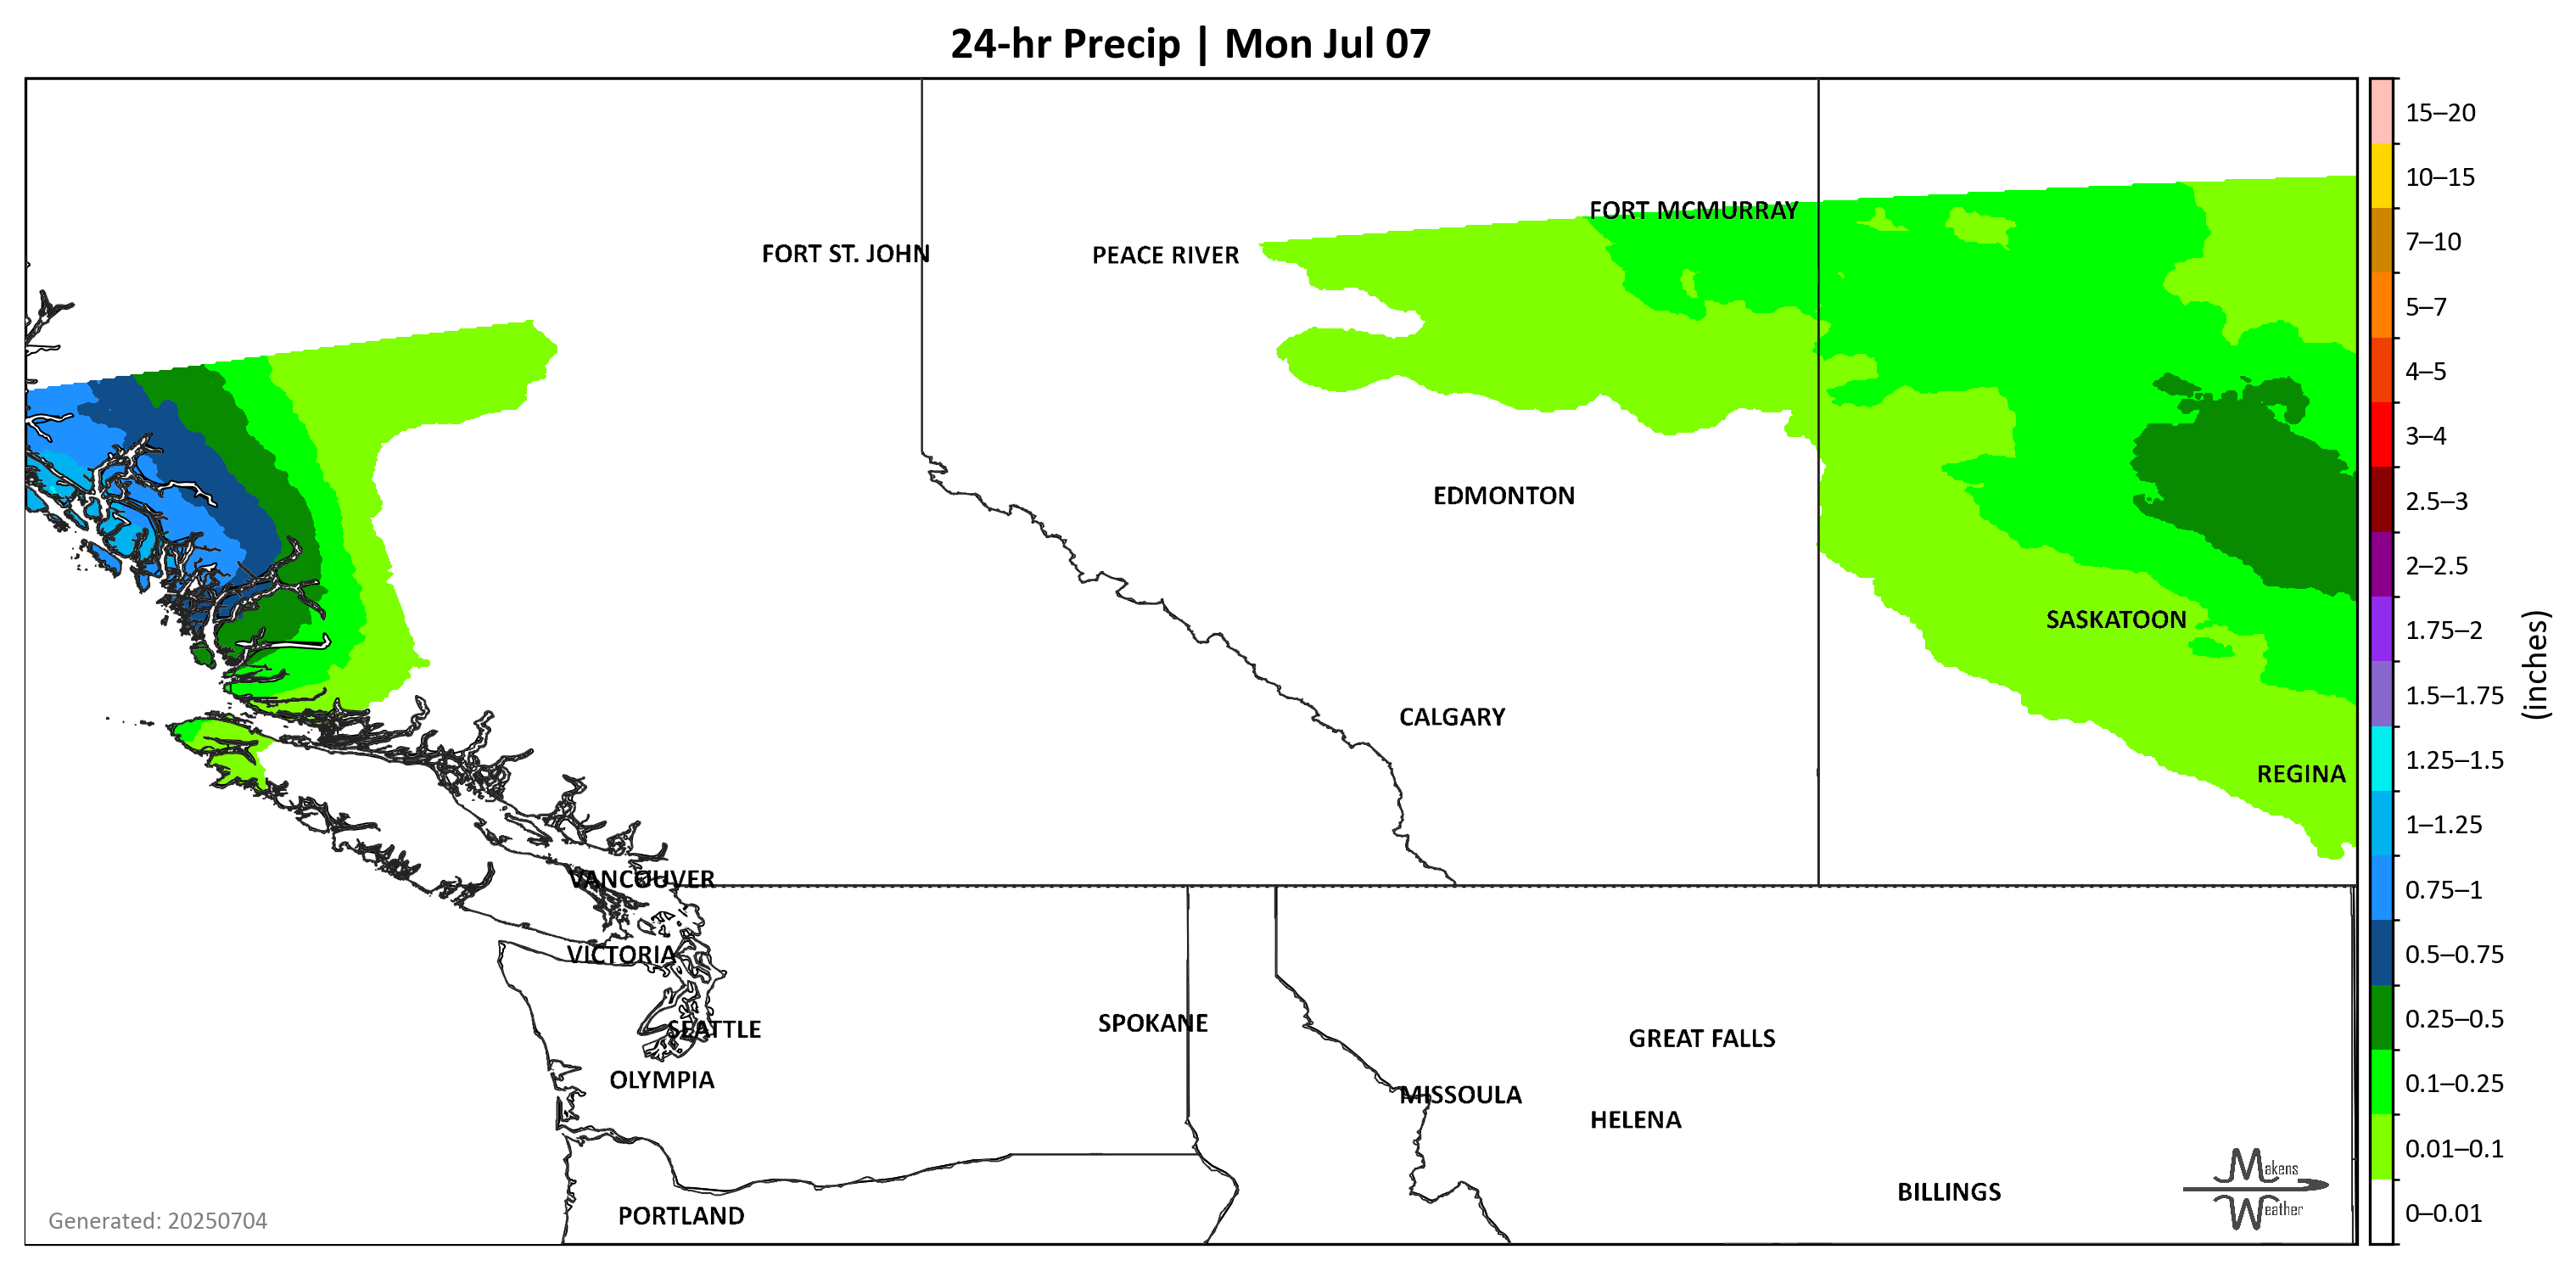 24-hr Precip | Mon Jul 07
15–20
10–15
7–10
5–7
4–5
3–4
2.5–3
2–2.5
1.75–2
1.5–1.75
1.25–1.5
1–1.25
0.75–1
0.5–0.75
0.25–0.5
0.1–0.25
0.01–0.1
0–0.01
(inches)
FORT MCMURRAY
FORT ST. JOHN
PEACE RIVER
EDMONTON
SASKATOON
CALGARY
REGINA
VANCOUVER
VICTORIA
SEATTLE
SPOKANE
GREAT FALLS
OLYMPIA
MISSOULA
HELENA
BILLINGS
PORTLAND
Makens
Weather
Generated: 20250704